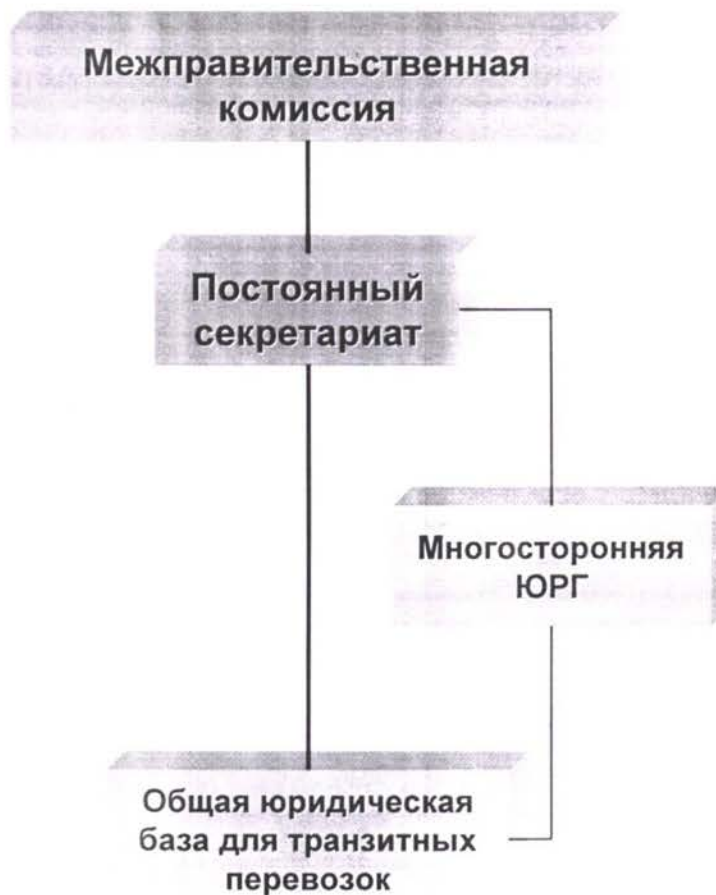 Межправительственная
комиссия
Постоянный
секретариат
Многосторонняя
ЮРГ
Общая юридическая
база для транзитных
перевозок